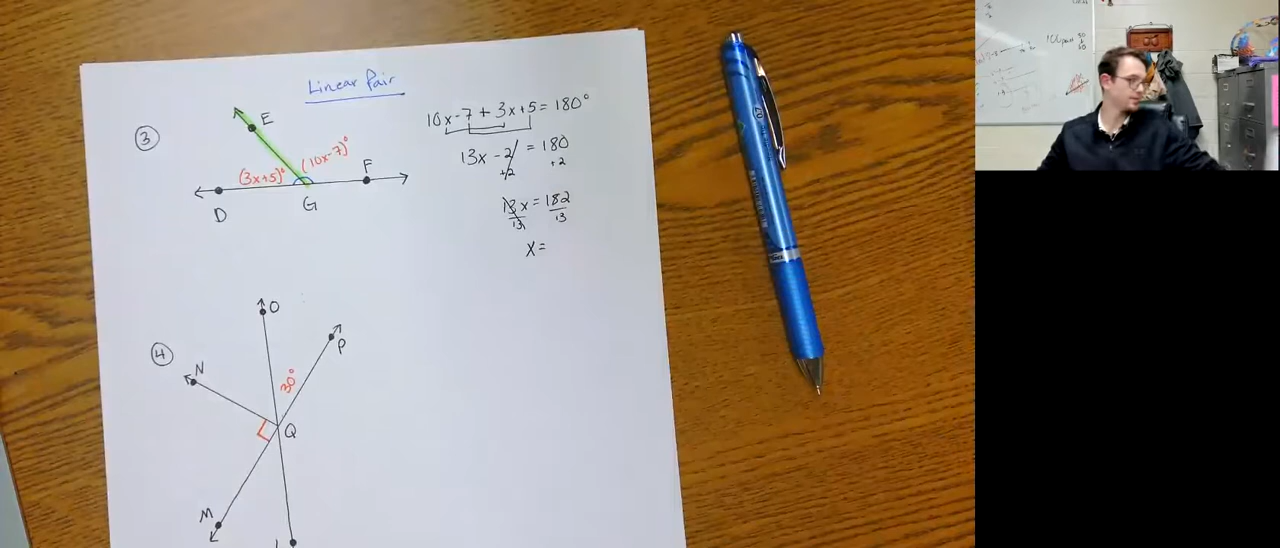 Linear Pair
3
E
(10x-7)°
(3x+5)°
F
D
G
10x-7 + 3x+5 = 180°
13x - 2 = 180
+2 +2
13x = 182
13 13
x =
4
O
P
N
30°
Q
M
L